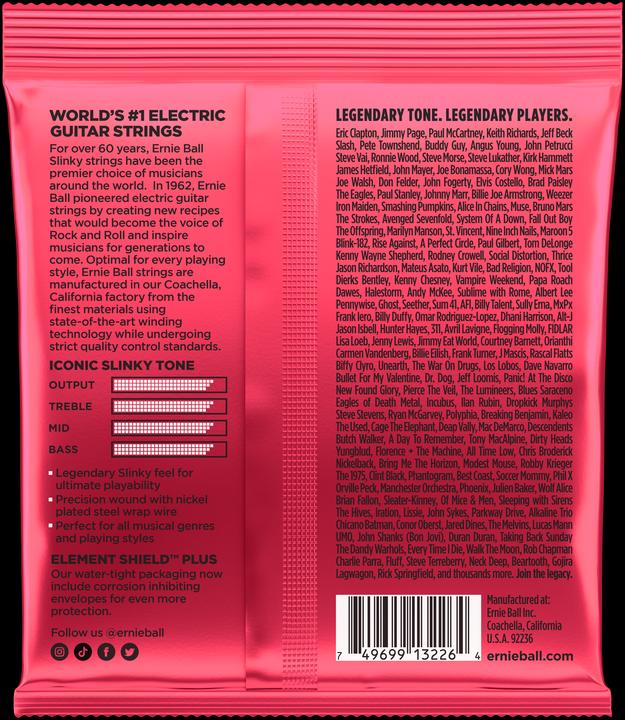 WORLD'S #1 ELECTRIC
GUITAR STRINGS
For over 60 years, Ernie Ball
Slinky strings have been the
premier choice of musicians
around the world. In 1962, Ernie
Ball pioneered electric guitar
strings by creating new recipes
that would become the voice of
Rock and Roll and inspire
musicians for generations to
come. Optimal for every playing
style, Ernie Ball strings are
manufactured in our Coachella,
California factory from the
finest materials using
state-of-the-art winding
technology while undergoing
strict quality control standards.
ICONIC SLINKY TONE
OUTPUT
TREBLE
MID
BASS
Legendary Slinky feel for
ultimate playability
Precision wound with nickel
plated steel wrap wire
Perfect for all musical genres
and playing styles
ELEMENT SHIELD™ PLUS
Our water-tight packaging now
include corrosion inhibiting
envelopes for even more
protection.
Follow us @ernieball
LEGENDARY TONE. LEGENDARY PLAYERS.
Eric Clapton, Jimmy Page, Paul McCartney, Keith Richards, Jeff Beck
Slash, Pete Townshend, Buddy Guy, Angus Young, John Petrucci
Steve Vai, Ronnie Wood, Steve Morse, Steve Lukather, Kirk Hammett
James Hetfield, John Mayer, Joe Bonamassa, Cory Wong, Mick Mars
Joe Walsh, Don Felder, John Fogerty, Elvis Costello, Brad Paisley
The Eagles, Paul Stanley, Johnny Marr, Billie Joe Armstrong, Weezer
Iron Maiden, Smashing Pumpkins, Alice In Chains, Muse, Bruno Mars
The Strokes, Avenged Sevenfold, System Of A Down, Fall Out Boy
The Offspring, Marilyn Manson, St. Vincent, Nine Inch Nails, Maroon 5
Blink-182, Rise Against, A Perfect Circle, Paul Gilbert, Tom DeLonge
Kenny Wayne Shepherd, Rodney Crowell, Social Distortion, Thrice
Jason Richardson, Mateus Asato, Kurt Vile, Bad Religion, NOFX, Tool
Dierks Bentley, Kenny Chesney, Vampire Weekend, Papa Roach
Dawes, Halestorm, Andy McKee, Sublime with Rome, Albert Lee
Pennywise, Ghost, Seether, Sum 41, AFI, Billy Talent, Sully Erna, MxPx
Frank Iero, Billy Duffy, Omar Rodriguez-Lopez, Dhani Harrison, Alt-J
Jason Isbell, Hunter Hayes, 311, Avril Lavigne, Flogging Molly, FIDLAR
Lisa Loeb, Jenny Lewis, Jimmy Eat World, Courtney Barnett, Orianthi
Carmen Vandenberg, Billie Eilish, Frank Turner, J Mascis, Rascal Flatts
Biffy Clyro, Unearth, The War On Drugs, Los Lobos, Dave Navarro
Bullet For My Valentine, Dr. Dog, Jeff Loomis, Panic! At The Disco
New Found Glory, Pierce The Veil, The Lumineers, Blues Saraceno
Eagles of Death Metal, Incubus, Ilan Rubin, Dropkick Murphys
Steve Stevens, Ryan McGarvey, Polyphia, Breaking Benjamin, Kaleo
The Used, Cage The Elephant, Deap Vally, Mac DeMarco, Descendents
Butch Walker, A Day To Remember, Tony MacAlpine, Dirty Heads
Yungblud, Florence + The Machine, All Time Low, Chris Broderick
Nickelback, Bring Me The Horizon, Modest Mouse, Robby Krieger
The 1975, Clint Black, Phantogram, Best Coast, Soccer Mommy, Phil X
Orville Peck, Manchester Orchestra, Phoenix, Julien Baker, Wolf Alice
Brian Fallon, Sleater-Kinney, Of Mice & Men, Sleeping with Sirens
The Hives, Iration, Lissie, John Sykes, Parkway Drive, Alkaline Trio
Chicano Batman, Conor Oberst, Jared Dines, The Melvins, Lucas Mann
UMO, John Shanks (Bon Jovi), Duran Duran, Taking Back Sunday
The Dandy Warhols, Every Time I Die, Walk The Moon, Rob Chapman
Charlie Parra, Fluff, Steve Terreberry, Neck Deep, Beartooth, Gojira
Lagwagon, Rick Springfield, and thousands more. Join the legacy.
7 49699 13226 4
Manufactured at:
Ernie Ball Inc.
Coachella, California
U.S.A. 92236
ernieball.com